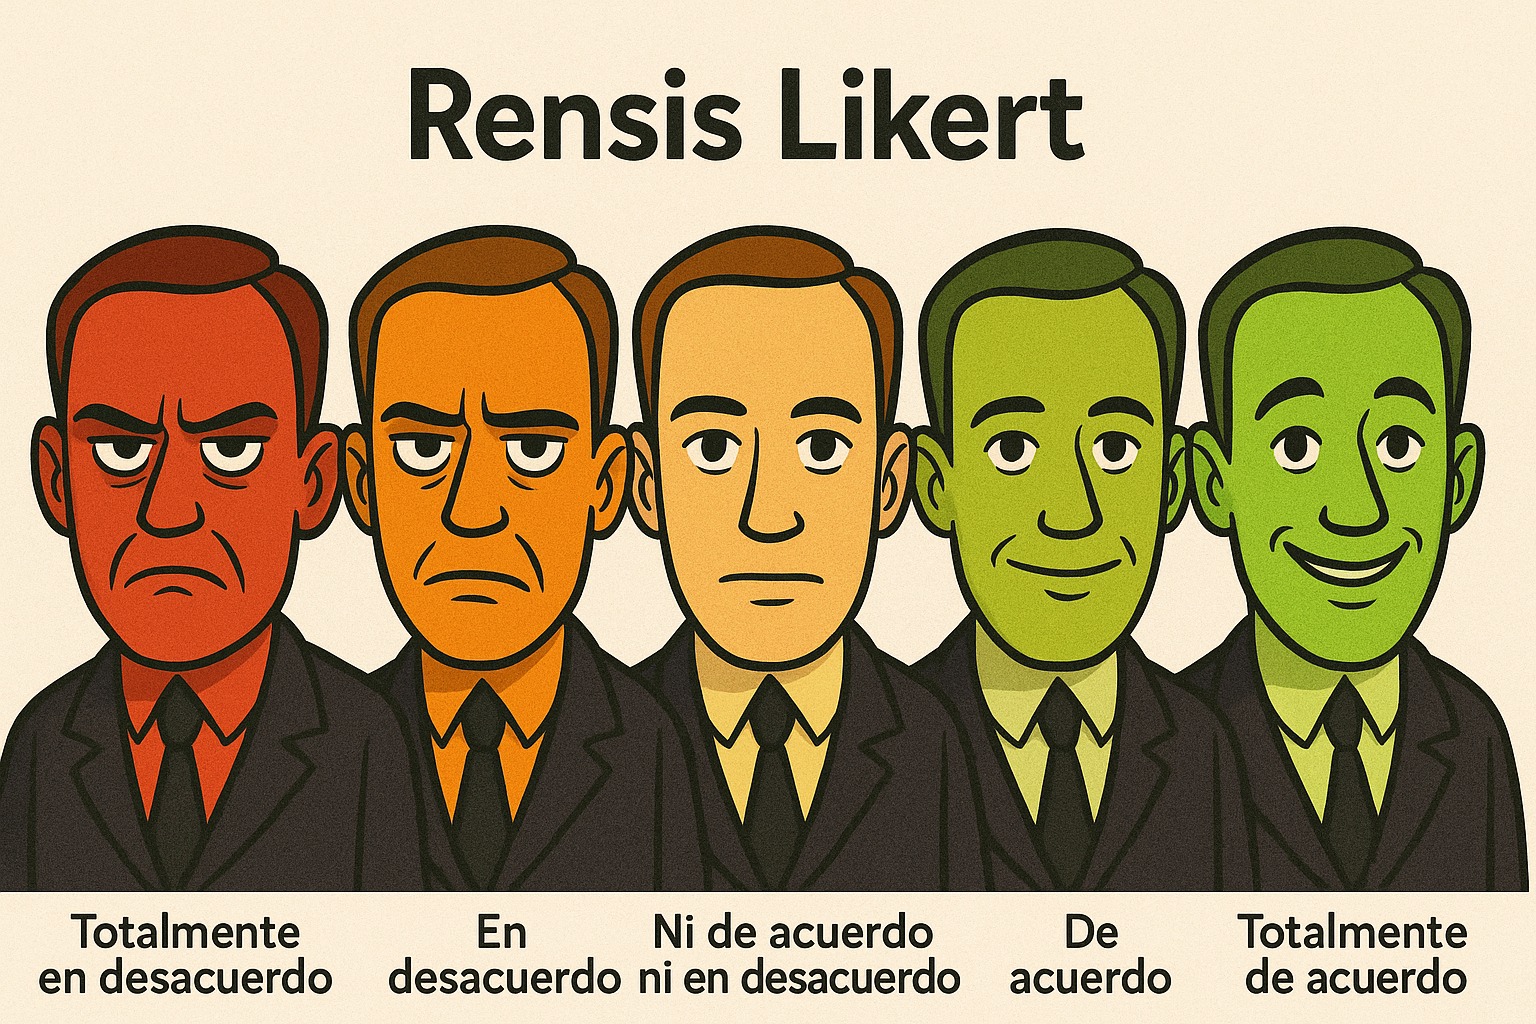 Rensis Likert
Totalmente
en desacuerdo
En
desacuerdo
Ni de acuerdo
ni en desacuerdo
De
acuerdo
Totalmente
de acuerdo